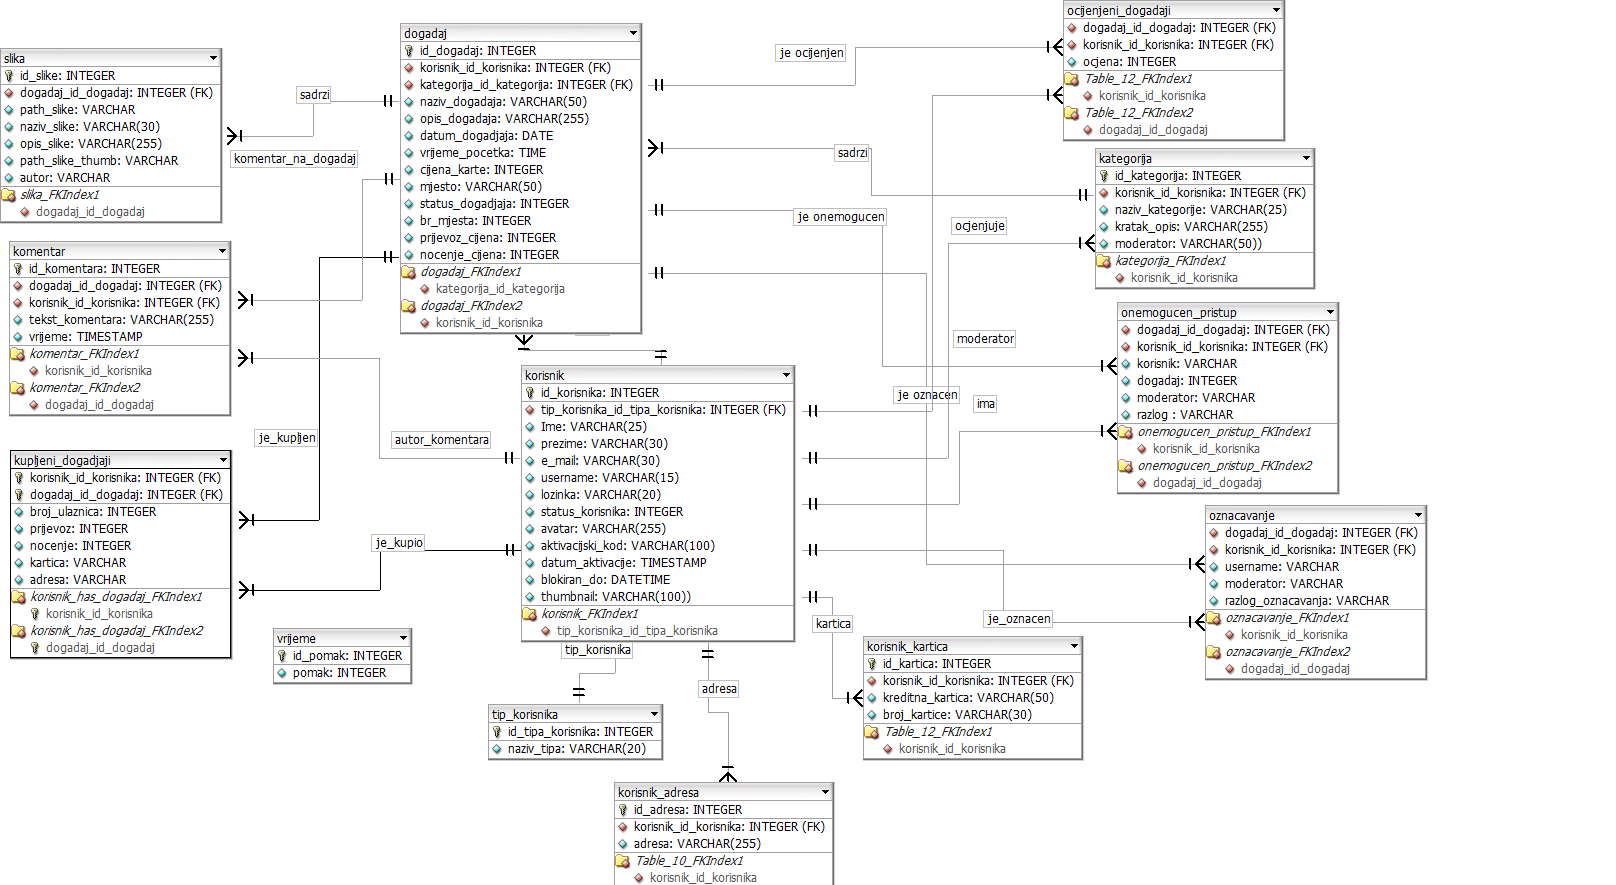 slika
id_slike: INTEGER
dogadaj_id_dogadaj: INTEGER (FK)
path_slike: VARCHAR
naziv_slike: VARCHAR(30)
opis_slike: VARCHAR(255)
path_slike_thumb: VARCHAR
autor: VARCHAR
slika_FKIndex1
dogadaj_id_dogadaj
komentar
id_komentara: INTEGER
dogadaj_id_dogadaj: INTEGER (FK)
korisnik_id_korisnika: INTEGER (FK)
tekst_komentara: VARCHAR(255)
vrijeme: TIMESTAMP
komentar_FKIndex1
korisnik_id_korisnika
komentar_FKIndex2
dogadaj_id_dogadaj
kupljeni_dogadjaji
korisnik_id_korisnika: INTEGER (FK)
dogadaj_id_dogadaj: INTEGER (FK)
broj_ulaznica: INTEGER
prijevoz: INTEGER
nocenje: INTEGER
kartica: VARCHAR
adresa: VARCHAR
korisnik_has_dogadaj_FKIndex1
korisnik_id_korisnika
korisnik_has_dogadaj_FKIndex2
dogadaj_id_dogadaj
vrijeme
id_pomak: INTEGER
pomak: INTEGER
sadrzi
komentar_na_dogadaj
je_kupljen
autor_komentara
je_kupio
dogadaj
id_dogadaj: INTEGER
korisnik_id_korisnika: INTEGER (FK)
kategorija_id_kategorija: INTEGER (FK)
naziv_dogadaja: VARCHAR(50)
opis_dogadaja: VARCHAR(255)
datum_dogadjaja: DATE
vrijeme_pocetka: TIME
cijena_karte: INTEGER
mjesto: VARCHAR(50)
status_dogadjaja: INTEGER
br_mjesta: INTEGER
prijevoz_cijena: INTEGER
nocenje_cijena: INTEGER
dogadaj_FKIndex1
kategorija_id_kategorija
dogadaj_FKIndex2
korisnik_id_korisnika
korisnik
id_korisnika: INTEGER
tip_korisnika_id_tipa_korisnika: INTEGER (FK)
Ime: VARCHAR(25)
prezime: VARCHAR(30)
e_mail: VARCHAR(30)
username: VARCHAR(15)
lozinka: VARCHAR(20)
status_korisnika: INTEGER
avatar: VARCHAR(255)
aktivacijski_kod: VARCHAR(100)
datum_aktivacije: TIMESTAMP
blokiran_do: DATETIME
thumbnail: VARCHAR(100))
korisnik_FKIndex1
tip_korisnika_id_tipa_korisnika
tip_korisnika
tip_korisnika
id_tipa_korisnika: INTEGER
naziv_tipa: VARCHAR(20)
adresa
korisnik_adresa
id_adresa: INTEGER
korisnik_id_korisnika: INTEGER (FK)
adresa: VARCHAR(255)
Table_10_FKIndex1
korisnik_id_korisnika
je ocijenjen
sadrzi
je onemogucen
ocjenjuje
moderator
je oznacen
ima
je_oznacen
kartica
korisnik_kartica
id_kartica: INTEGER
korisnik_id_korisnika: INTEGER (FK)
kreditna_kartica: VARCHAR(50)
broj_kartice: VARCHAR(30)
Table_12_FKIndex1
korisnik_id_korisnika
ocijenjeni_dogadaji
dogadaj_id_dogadaj: INTEGER (FK)
korisnik_id_korisnika: INTEGER (FK)
ocjena: INTEGER
Table_12_FKIndex1
korisnik_id_korisnika
Table_12_FKIndex2
dogadaj_id_dogadaj
kategorija
id_kategorija: INTEGER
korisnik_id_korisnika: INTEGER (FK)
naziv_kategorije: VARCHAR(25)
kratak_opis: VARCHAR(255)
moderator: VARCHAR(50))
kategorija_FKIndex1
korisnik_id_korisnika
onemogucen_pristup
dogadaj_id_dogadaj: INTEGER (FK)
korisnik_id_korisnika: INTEGER (FK)
korisnik: VARCHAR
dogadaj: INTEGER
moderator: VARCHAR
razlog : VARCHAR
onemogucen_pristup_FKIndex1
korisnik_id_korisnika
onemogucen_pristup_FKIndex2
dogadaj_id_dogadaj
oznacavanje
dogadaj_id_dogadaj: INTEGER (FK)
korisnik_id_korisnika: INTEGER (FK)
username: VARCHAR
moderator: VARCHAR
razlog_oznacavanja: VARCHAR
oznacavanje_FKIndex1
korisnik_id_korisnika
oznacavanje_FKIndex2
dogadaj_id_dogadaj